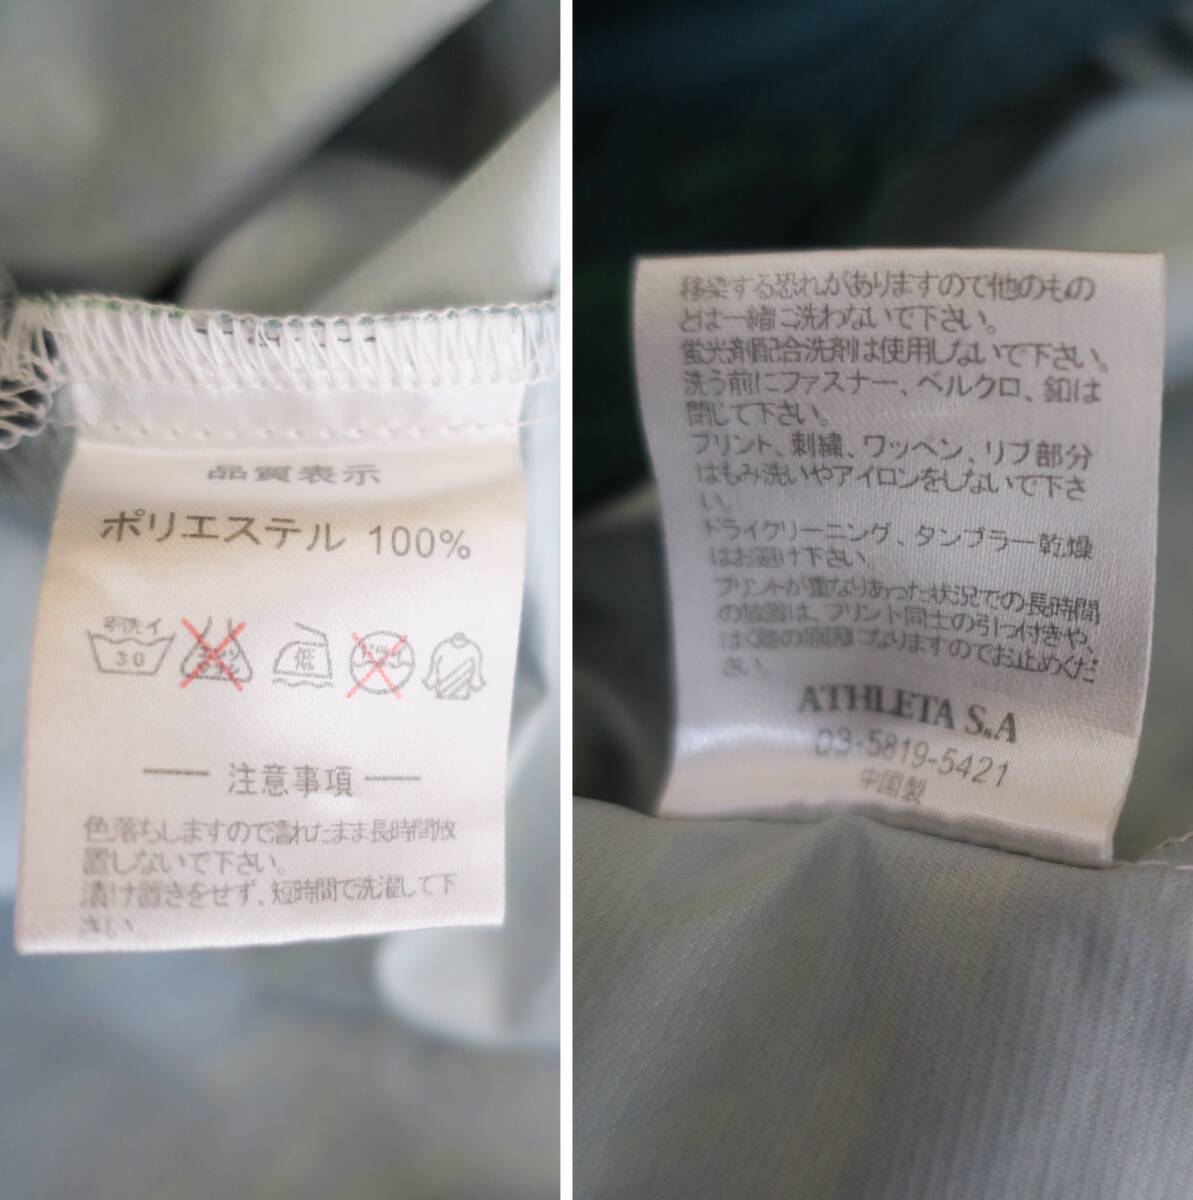 品質表示
ポリエステル 100%
手洗イ
30
低
注意事項
色落ちしますので濡れたまま長時間放
置しないで下さい。
漬け置きをせず、短時間で洗濯して下
さい
移染する恐れがありますので他のもの
とは一緒に洗わないで下さい。
蛍光剤配合洗剤は使用しないで下さい。
洗う前にファスナー、ベルクロ、釦は
閉じて下さい。
プリント、刺繍、ワッペン、リブ部分
はもみ洗いやアイロンをしないで下さ
い。
ドライクリーニング、タンブラー乾燥
はお避け下さい。
プリントが重なりあった状況での長時間
の放置は、プリント同士の引っ付きや、
はく離の原因になりますのでお止めくだ
さい。
ATHLETA S.A
03-5819-5421
中国製